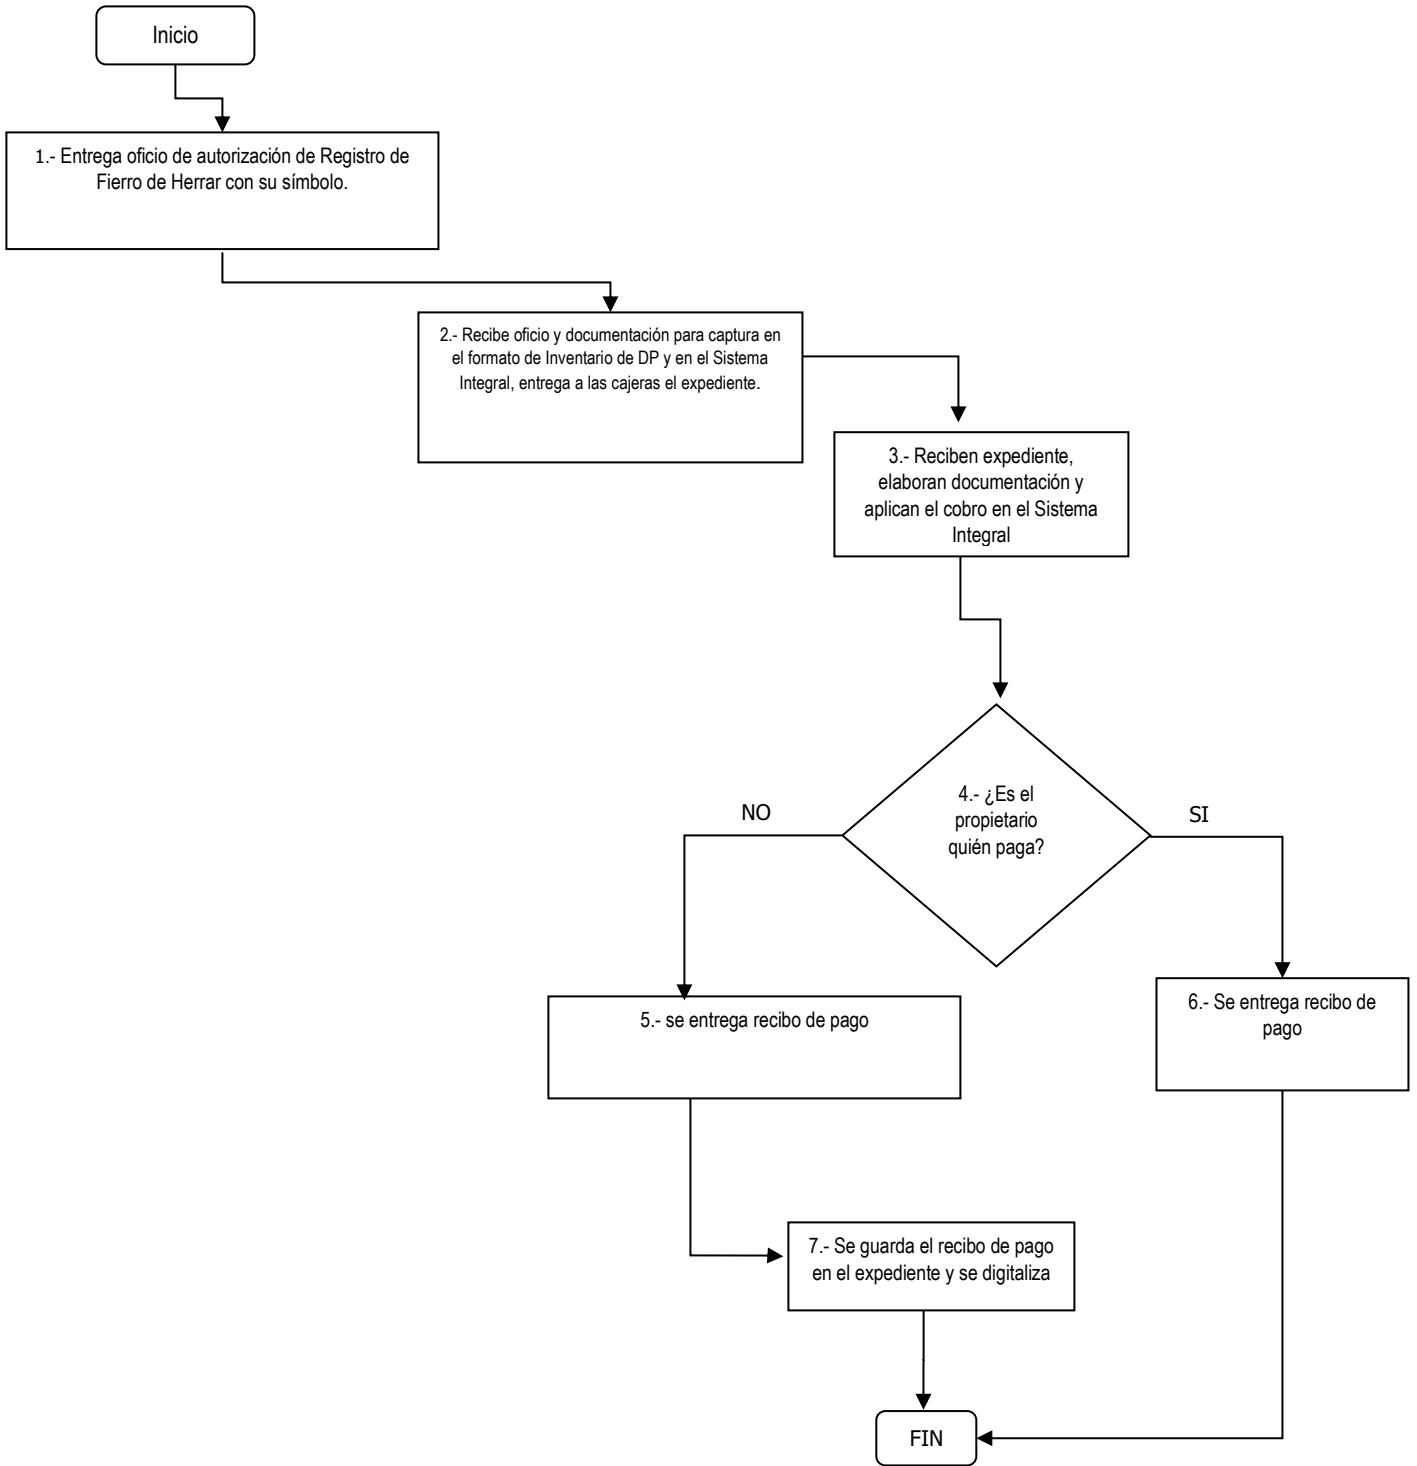 Inicio
1.- Entrega oficio de autorización de Registro de
Fierro de Herrar con su símbolo.
2.- Recibe oficio y documentación para captura en
el formato de Inventario de DP y en el Sistema
Integral, entrega a las cajeras el expediente.
3.- Reciben expediente,
elaboran documentación y
aplican el cobro en el Sistema
Integral
4.- ¿Es el
propietario
quién paga?
NO
SI
5.- se entrega recibo de pago
6.- Se entrega recibo de
pago
7.- Se guarda el recibo de pago
en el expediente y se digitaliza
FIN